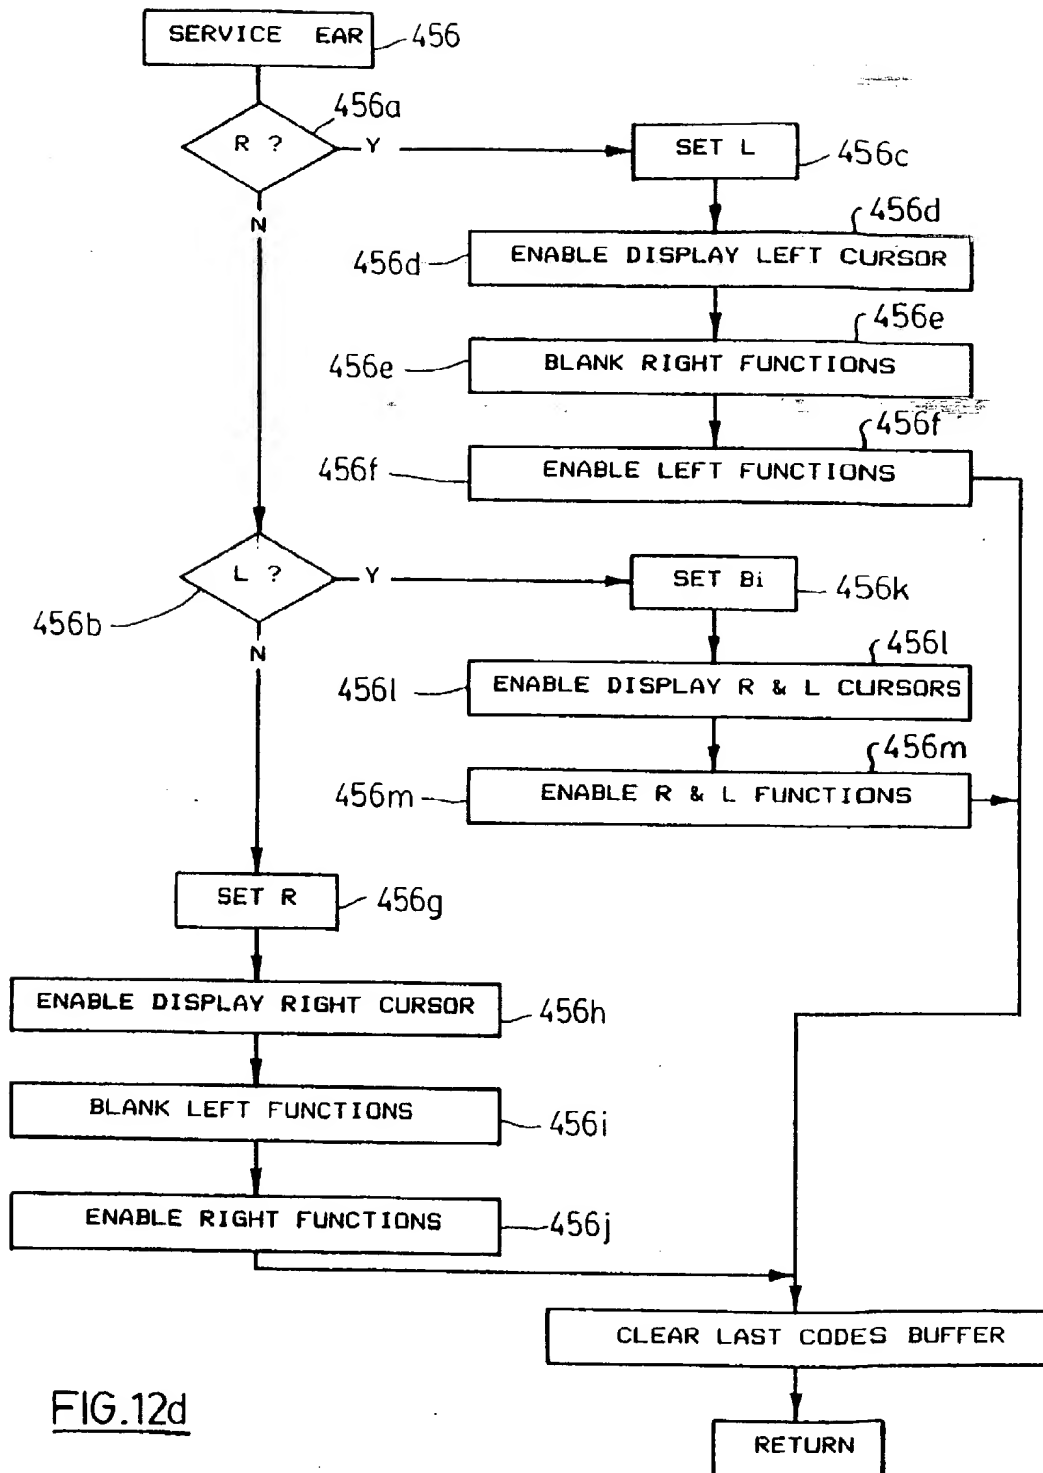 SERVICE EAR
456
456a
R ?
Y
SET L
456c
N
456d
456d
ENABLE DISPLAY LEFT CURSOR
456e
456e
BLANK RIGHT FUNCTIONS
456f
456f
ENABLE LEFT FUNCTIONS
L ?
Y
SET Bi
456k
456b
N
456l
456l
ENABLE DISPLAY R & L CURSORS
456m
456m
ENABLE R & L FUNCTIONS
SET R
456g
ENABLE DISPLAY RIGHT CURSOR
456h
BLANK LEFT FUNCTIONS
456i
ENABLE RIGHT FUNCTIONS
456j
CLEAR LAST CODES BUFFER
FIG.12d
RETURN